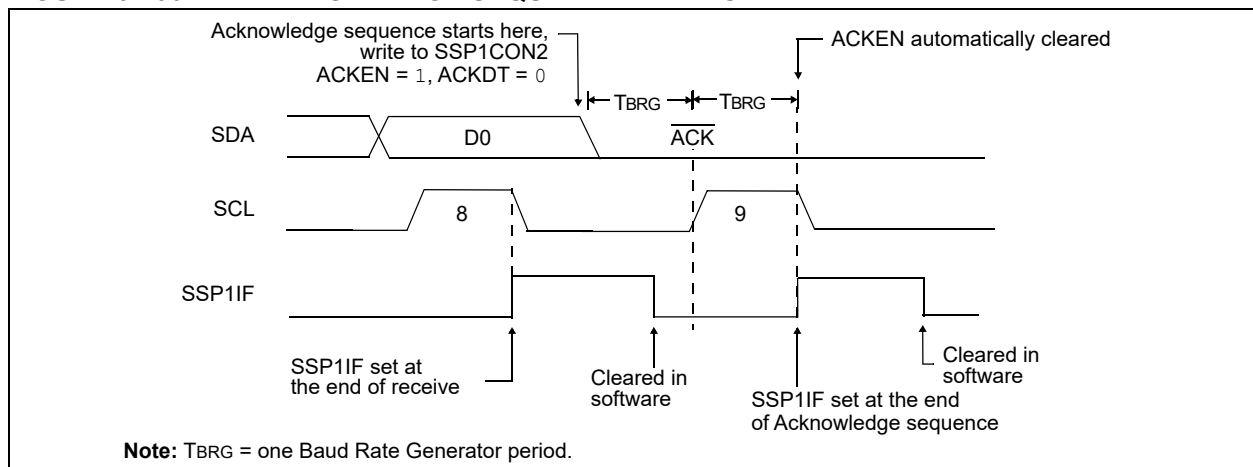 Acknowledge sequence starts here,
write to SSP1CON2
ACKEN = 1, ACKDT = 0
ACKEN automatically cleared
TBRG
TBRG
SDA
D0
ACK
SCL
8
9
SSP1IF
SSP1IF set at
the end of receive
Cleared in
software
SSP1IF set at the end
of Acknowledge sequence
Cleared in
software
Note: TBRG = one Baud Rate Generator period.